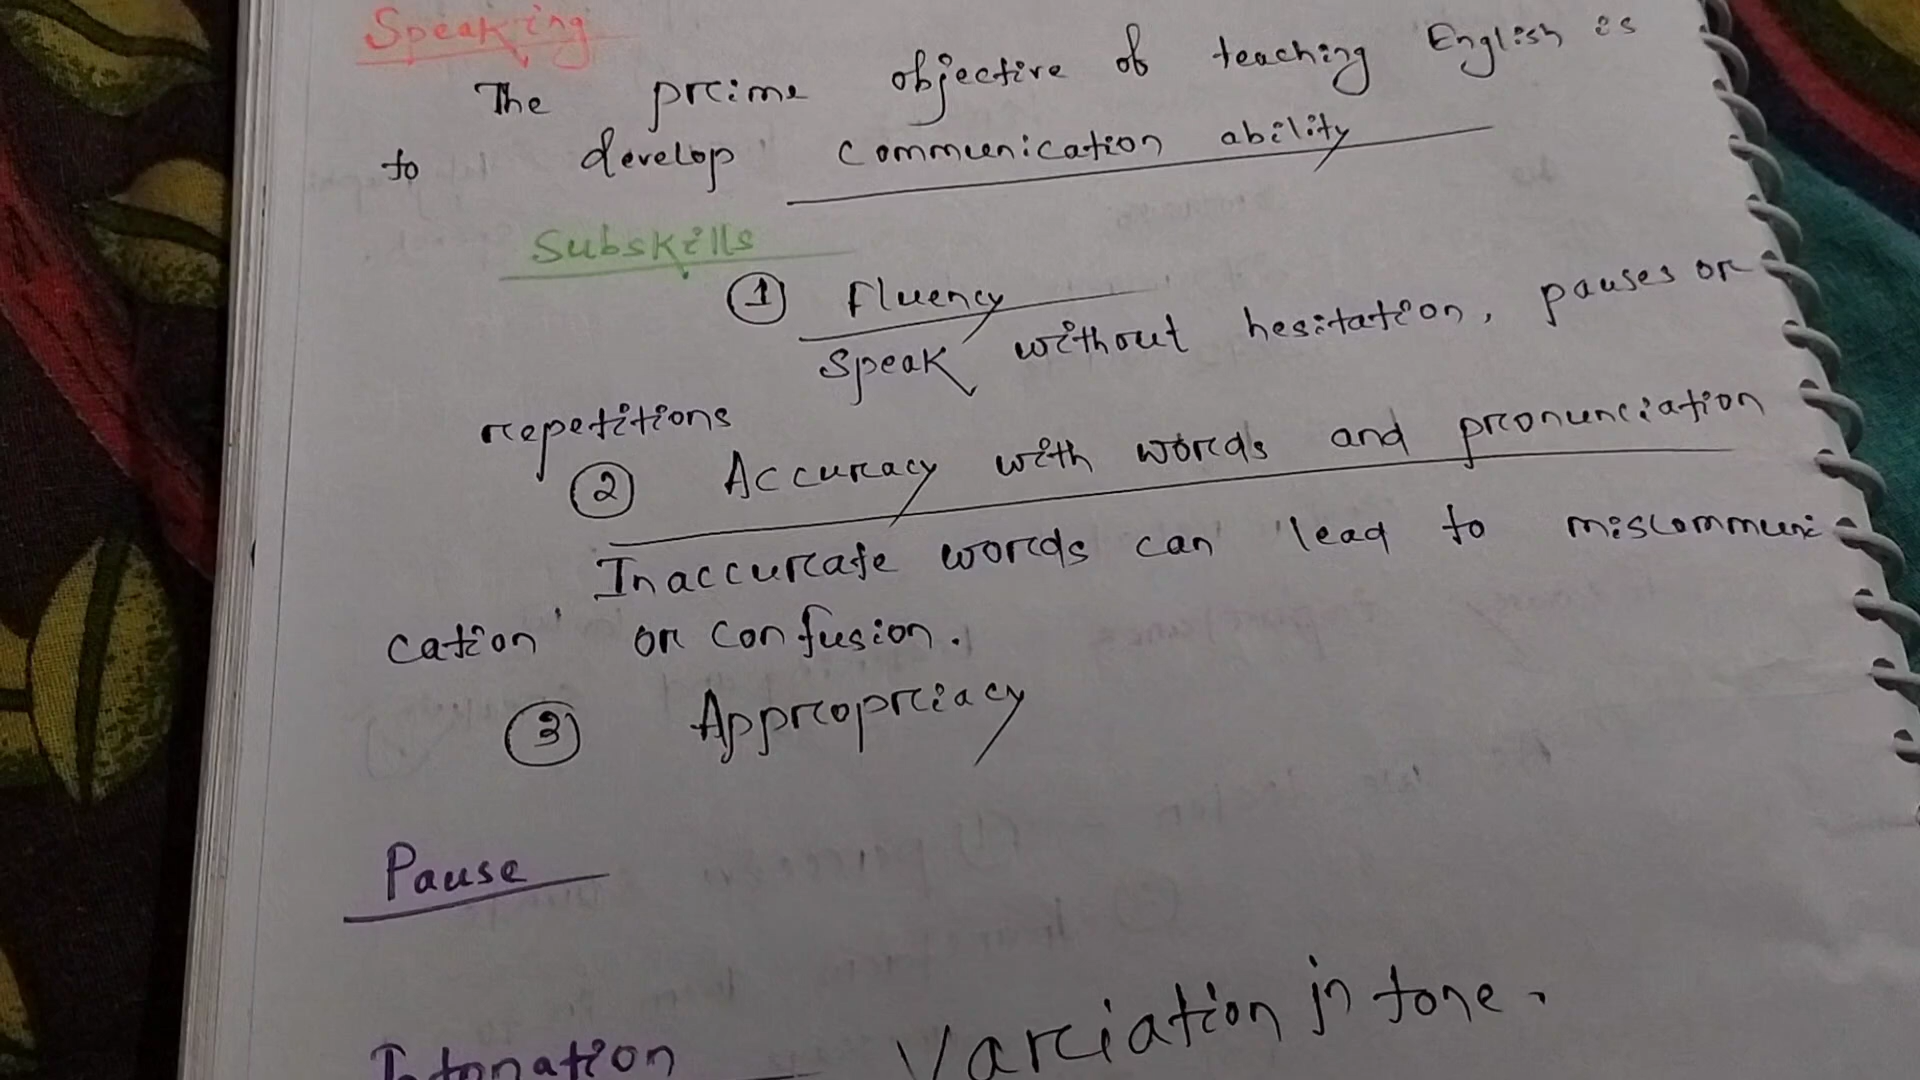 Speaking
The prime objective of teaching English is
to develop communication ability
Subskills
① Fluency
Speak without hesitation, pauses or
repetitions
② Accuracy with words and pronunciation
Inaccurate words can lead to miscommuni
cation or confusion.
③ Appropriacy
Pause
Intonation Variation in tone.